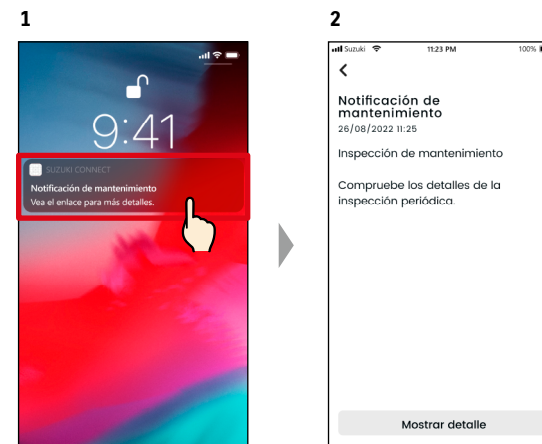 1
9:41
SUZUKI CONNECT
Notificación de mantenimiento
Vea el enlace para más detalles.
2
Suzuki 11:23 PM 100%
Notificación de
mantenimiento
26/08/2022 11:25
Inspección de mantenimiento
Compruebe los detalles de la
inspección periódica.
Mostrar detalle